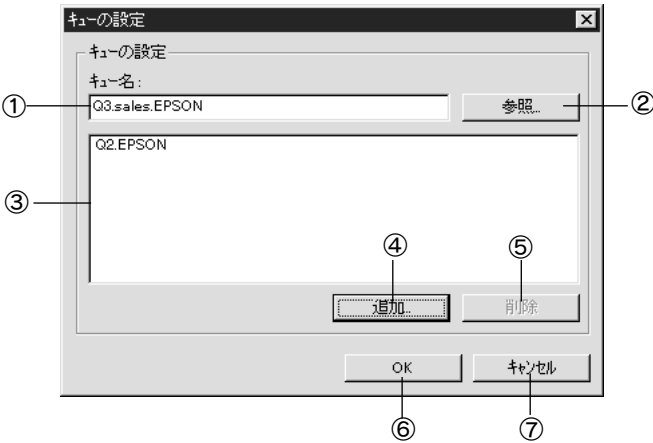 キューの設定
キューの設定
キュー名:
① Q3.sales.EPSON 参照... ②
Q2.EPSON
③
④ ⑤
追加... 削除
OK キャンセル
⑥ ⑦